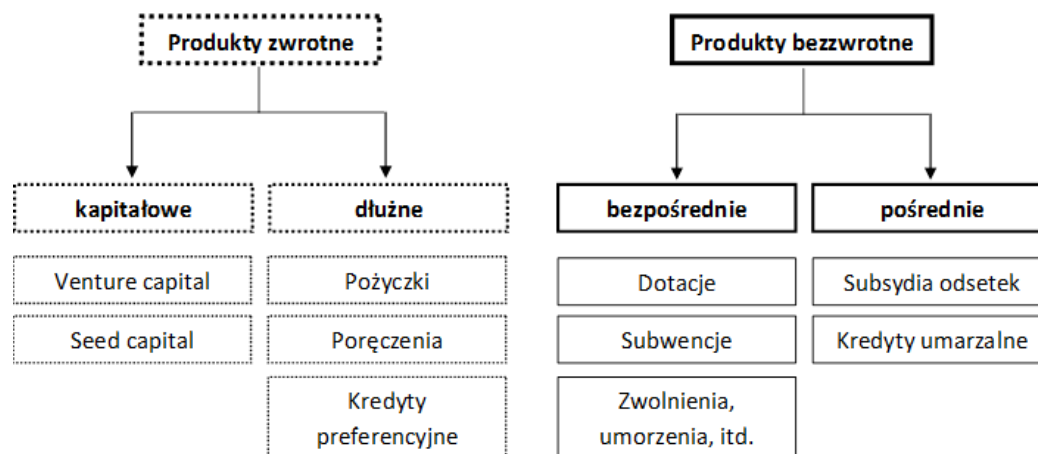 Produkty zwrotne
Produkty bezzwrotne
kapitałowe
dłużne
bezpośrednie
pośrednie
Venture capital
Pożyczki
Dotacje
Subsydia odsetek
Seed capital
Poręczenia
Subwencje
Kredyty umarzalne
Kredyty
preferencyjne
Zwolnienia,
umorzenia, itd.